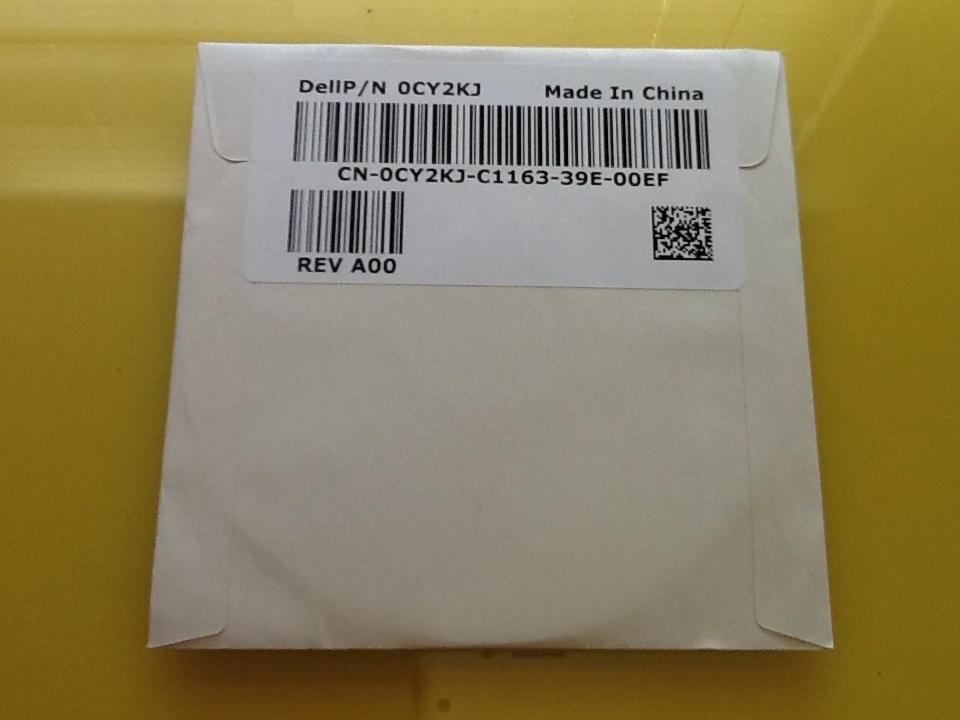 DellP/N 0CY2KJ Made In China
CN-0CY2KJ-C1163-39E-00EF
REV A00